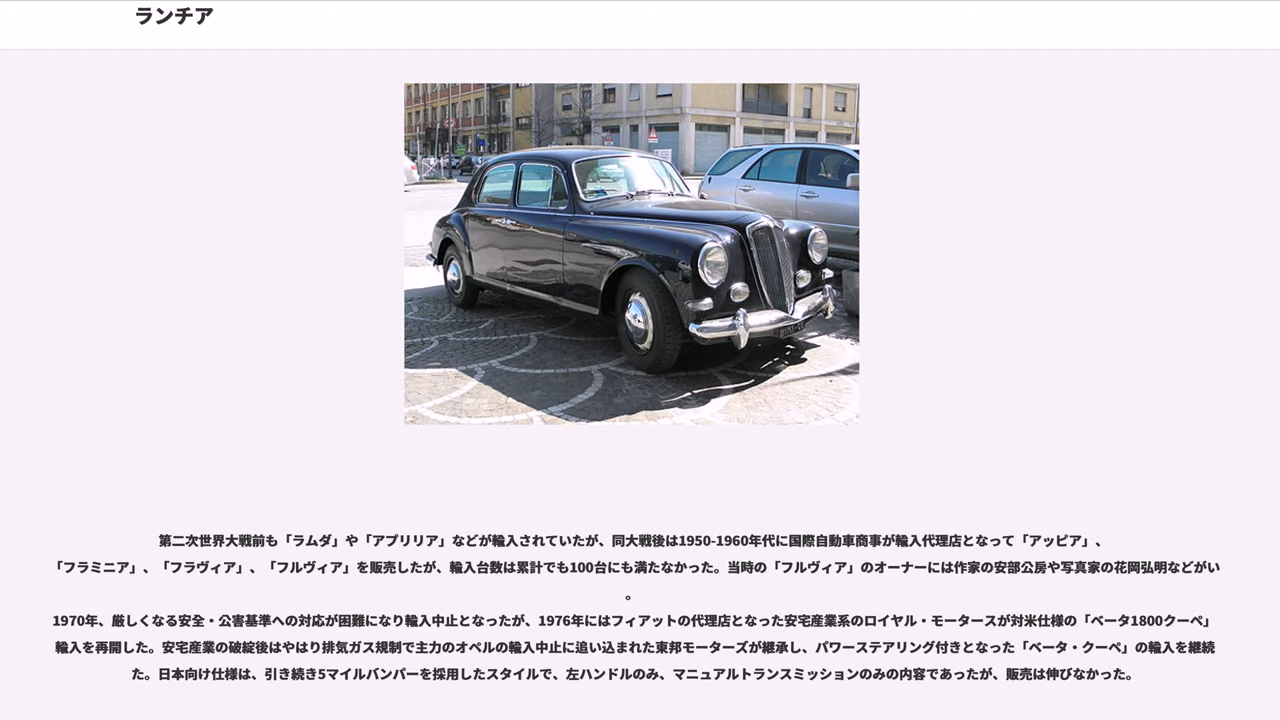 ランチア
第二次世界大戦前も「ラムダ」や「アプリリア」などが輸入されていたが、同大戦後は1950-1960年代に国際自動車商事が輸入代理店となって「アッピア」、
「フラミニア」、「フラヴィア」、「フルヴィア」を販売したが、輸入台数は累計でも100台にも満たなかった。当時の「フルヴィア」のオーナーには作家の安部公房や写真家の花岡弘明などがい
。
1970年、厳しくなる安全・公害基準への対応が困難になり輸入中止となったが、1976年にはフィアットの代理店となった安宅産業系のロイヤル・モータースが対米仕様の「ベータ1800クーペ」
輸入を再開した。安宅産業の破綻後はやはり排気ガス規制で主力のオペルの輸入中止に追い込まれた東邦モーターズが継承し、パワーステアリング付きとなった「ベータ・クーペ」の輸入を継続
た。日本向け仕様は、引き続き5マイルバンパーを採用したスタイルで、左ハンドルのみ、マニュアルトランスミッションのみの内容であったが、販売は伸びなかった。